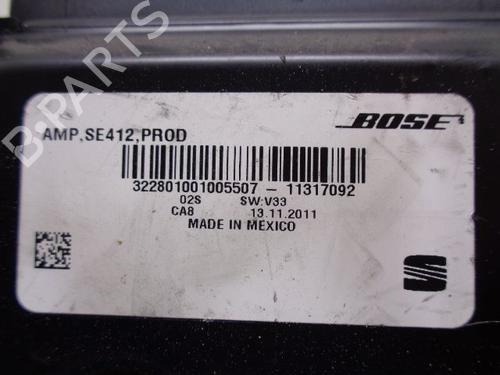 AMP,SE412,PROD
BOSE
322801001005507 - 11317092
02S SW:V33
CA8 13.11.2011
MADE IN MEXICO
B-PARTS